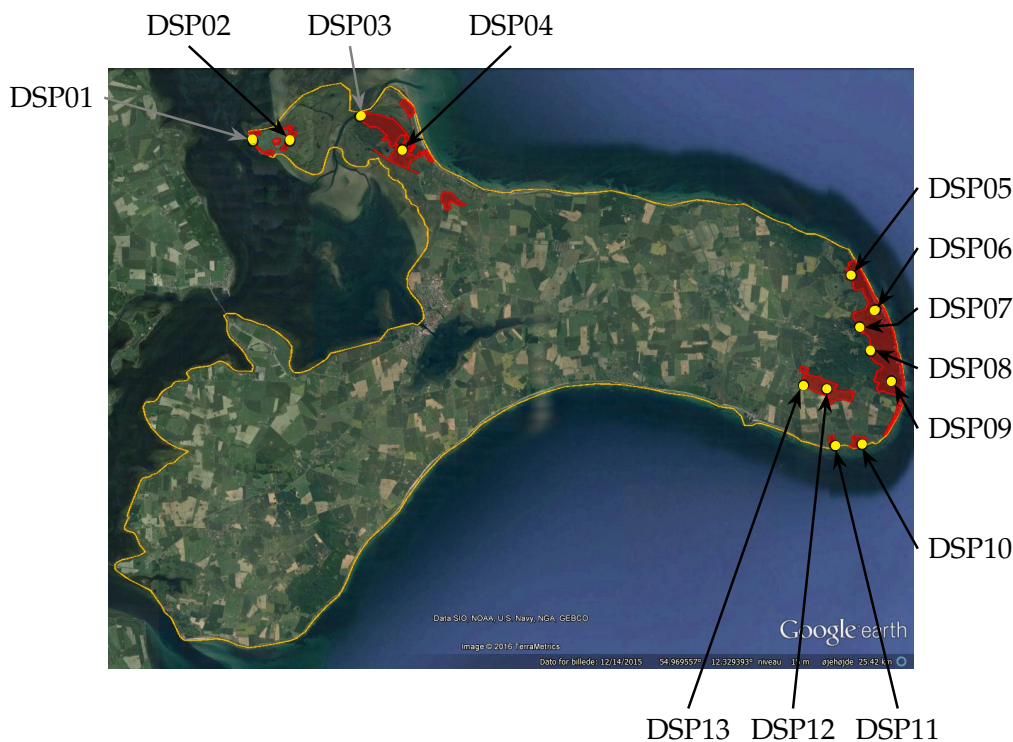 DSP02 DSP03 DSP04
DSP01
DSP05
DSP06
DSP07
DSP08
DSP09
DSP10
Data SIO, NOAA, U.S. Navy, NGA, GEBCO
Google earth
Image © 2016 TerraMetrics
Dato for billede: 12/14/2015 54.969557° 12.329393° niveau m øjehøjde 25.42 km
DSP13 DSP12 DSP11